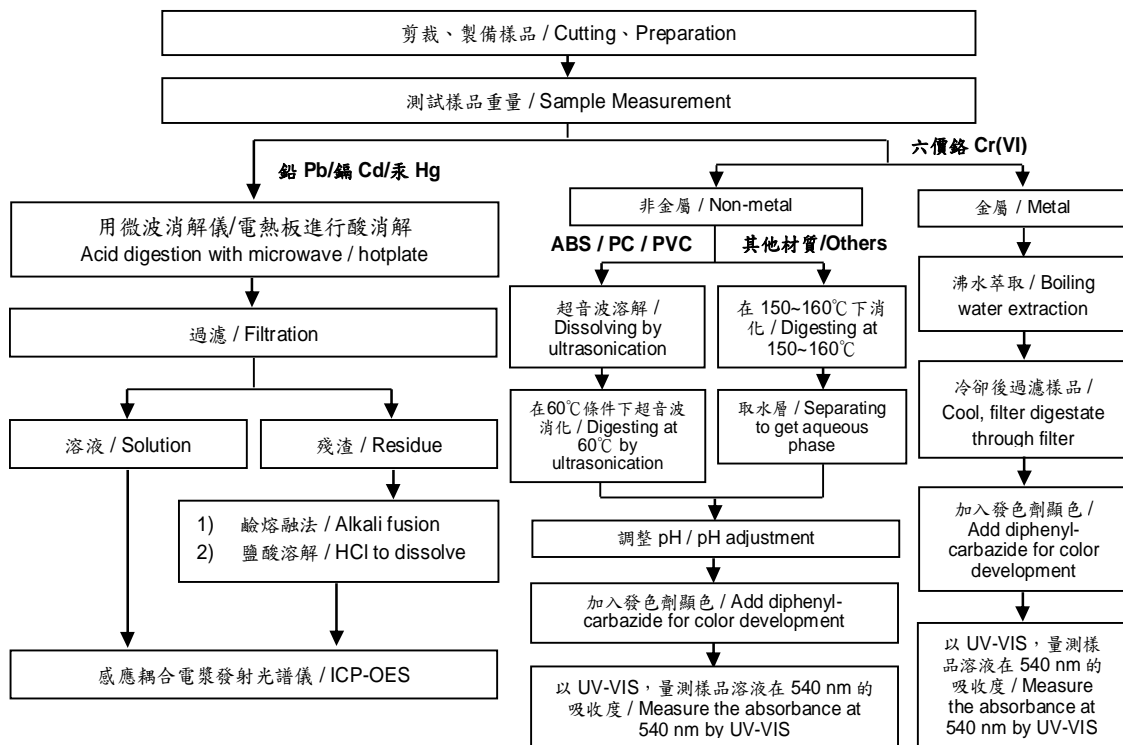 剪裁、製備樣品 / Cutting、Preparation
測試樣品重量 / Sample Measurement
鉛 Pb/鎘 Cd/汞 Hg
六價鉻 Cr(VI)
用微波消解儀/電熱板進行酸消解
Acid digestion with microwave / hotplate
過濾 / Filtration
溶液 / Solution
殘渣 / Residue
1) 鹼熔融法 / Alkali fusion
2) 鹽酸溶解 / HCl to dissolve
感應耦合電漿發射光譜儀 / ICP-OES
非金屬 / Non-metal
ABS / PC / PVC
其他材質/Others
超音波溶解 /
Dissolving by
ultrasonication
在60℃條件下超音波
消化 / Digesting at
60℃ by
ultrasonication
在 150~160℃下消
化 / Digesting at
150~160℃
取水層 / Separating
to get aqueous
phase
調整 pH / pH adjustment
加入發色劑顯色 / Add diphenyl-
carbazide for color development
以 UV-VIS，量測樣品溶液在 540 nm 的
吸收度 / Measure the absorbance at
540 nm by UV-VIS
金屬 / Metal
沸水萃取 / Boiling
water extraction
冷卻後過濾樣品 /
Cool, filter digestate
through filter
加入發色劑顯色 /
Add diphenyl-
carbazide for color
development
以 UV-VIS，量測樣
品溶液在 540 nm 的
吸收度 / Measure
the absorbance at
540 nm by UV-VIS